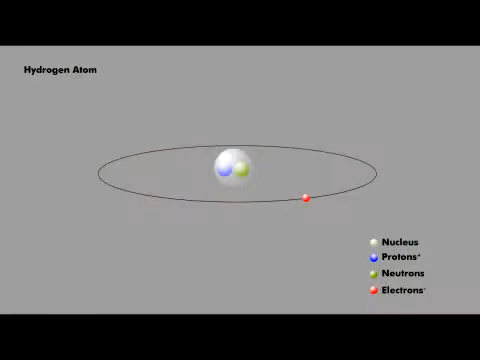 Hydrogen Atom
Nucleus
Protons⁺
Neutrons
Electrons⁻